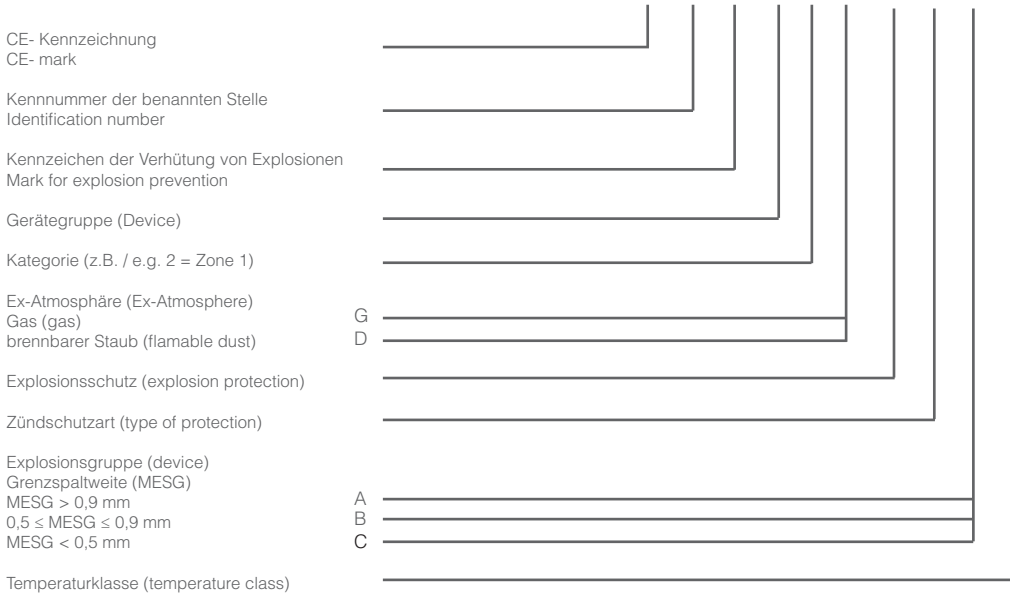 CE- Kennzeichnung
CE- mark
Kennnummer der benannten Stelle
Identification number
Kennzeichen der Verhütung von Explosionen
Mark for explosion prevention
Gerätegruppe (Device)
Kategorie (z.B. / e.g. 2 = Zone 1)
Ex-Atmosphäre (Ex-Atmosphere)
Gas (gas) G
brennbarer Staub (flamable dust) D
Explosionsschutz (explosion protection)
Zündschutzart (type of protection)
Explosionsgruppe (device)
Grenzspaltweite (MESG)
MESG > 0,9 mm A
0,5 ≤ MESG ≤ 0,9 mm B
MESG < 0,5 mm C
Temperaturklasse (temperature class)